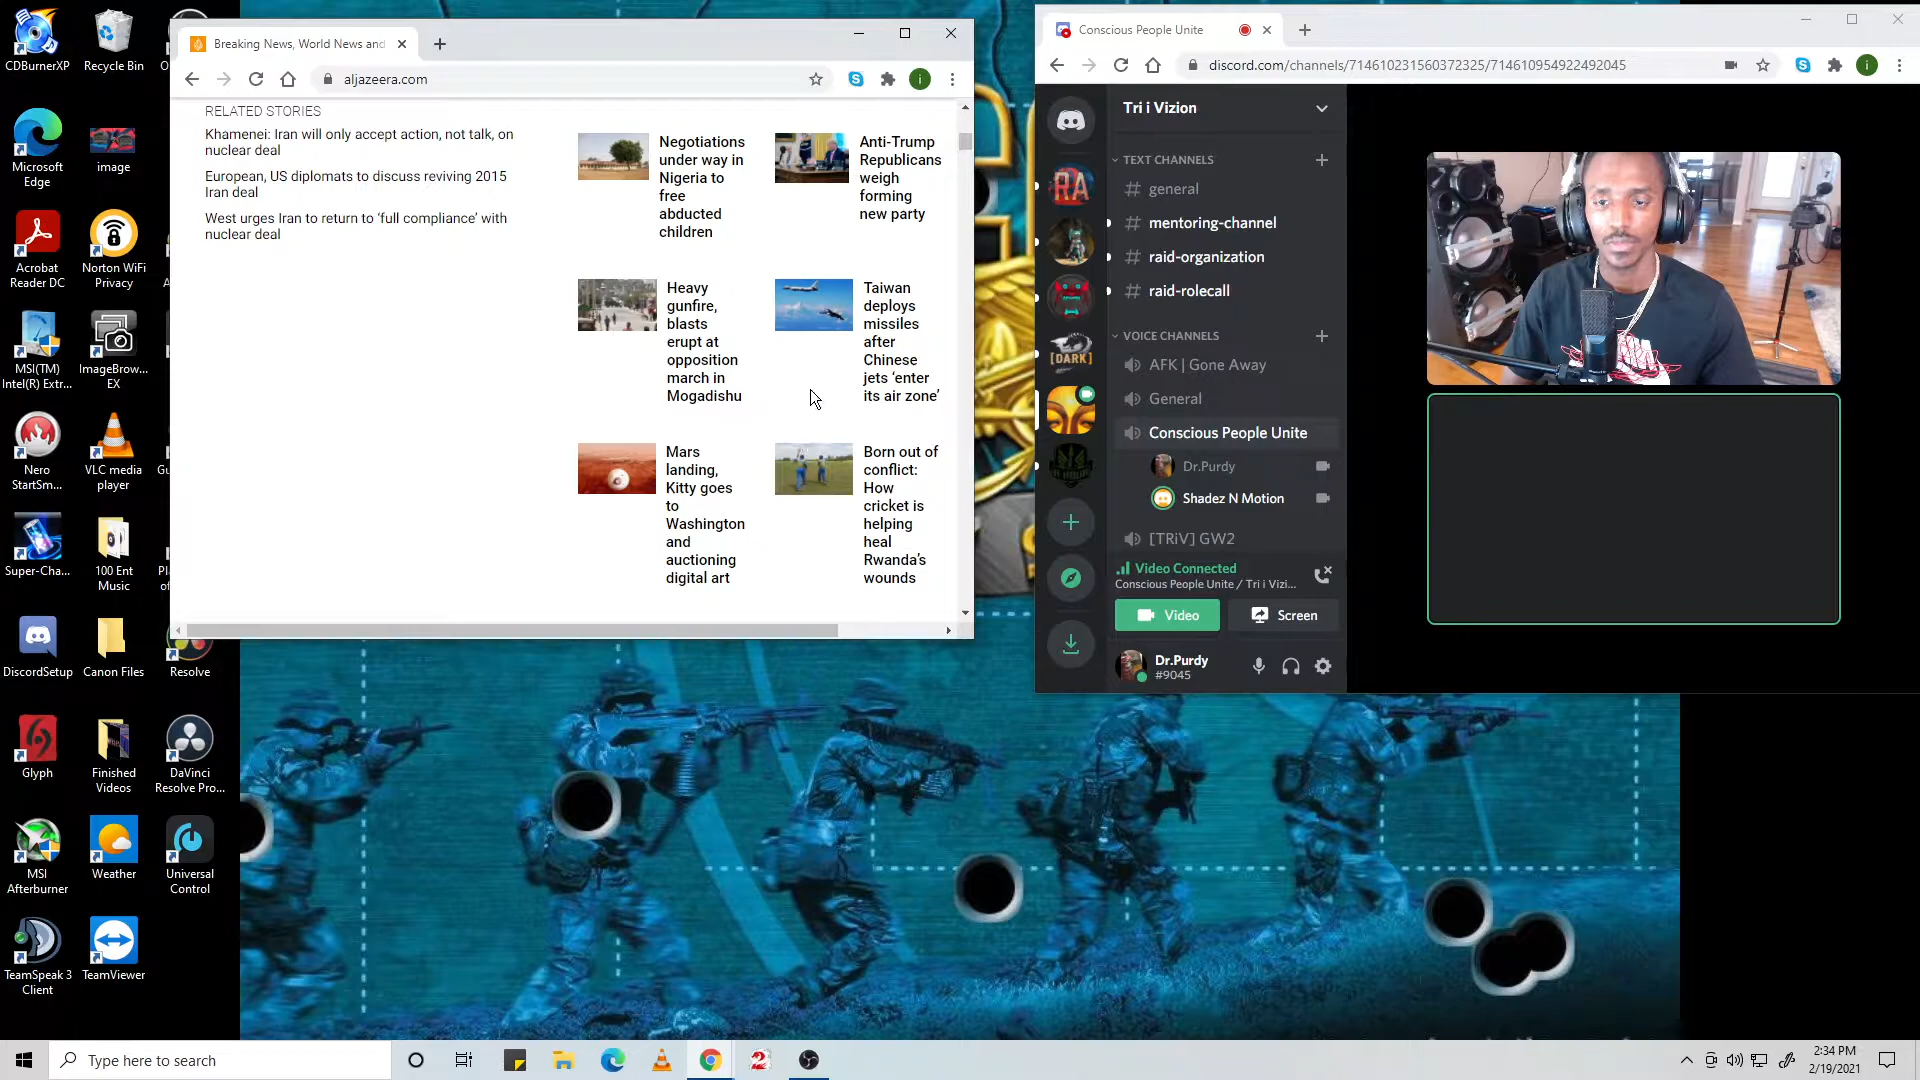 CDBurnerXP
Recycle Bin
Microsoft
Edge
image
Acrobat
Reader DC
Norton WiFi
Privacy
MSI(TM)
Intel(R) Extr...
ImageBrow...
EX
Nero
StartSm...
VLC media
player
Super-Cha...
100 Ent
Music
DiscordSetup
Canon Files
Resolve
Glyph
Finished
Videos
DaVinci
Resolve Pro...
MSI
Afterburner
Weather
Universal
Control
TeamSpeak 3
Client
TeamViewer
Breaking News, World News and
aljazeera.com
i
RELATED STORIES
Khamenei: Iran will only accept action, not talk, on
nuclear deal
European, US diplomats to discuss reviving 2015
Iran deal
West urges Iran to return to ‘full compliance’ with
nuclear deal
Negotiations
under way in
Nigeria to
free
abducted
children
Anti-Trump
Republicans
weigh
forming
new party
Heavy
gunfire,
blasts
erupt at
opposition
march in
Mogadishu
Taiwan
deploys
missiles
after
Chinese
jets ‘enter
its air zone’
Mars
landing,
Kitty goes
to
Washington
and
auctioning
digital art
Born out of
conflict:
How
cricket is
helping
heal
Rwanda’s
wounds
Conscious People Unite
discord.com/channels/714610231560372325/714610954922492045
i
RA
[DARK]
Tri i Vizion
TEXT CHANNELS
# general
# mentoring-channel
# raid-organization
# raid-rolecall
VOICE CHANNELS
AFK | Gone Away
General
Conscious People Unite
Dr.Purdy
Shadez N Motion
[TRiV] GW2
Video Connected
Conscious People Unite / Tri i Vizi...
Video
Screen
Dr.Purdy
#9045
Type here to search
2:34 PM
2/19/2021